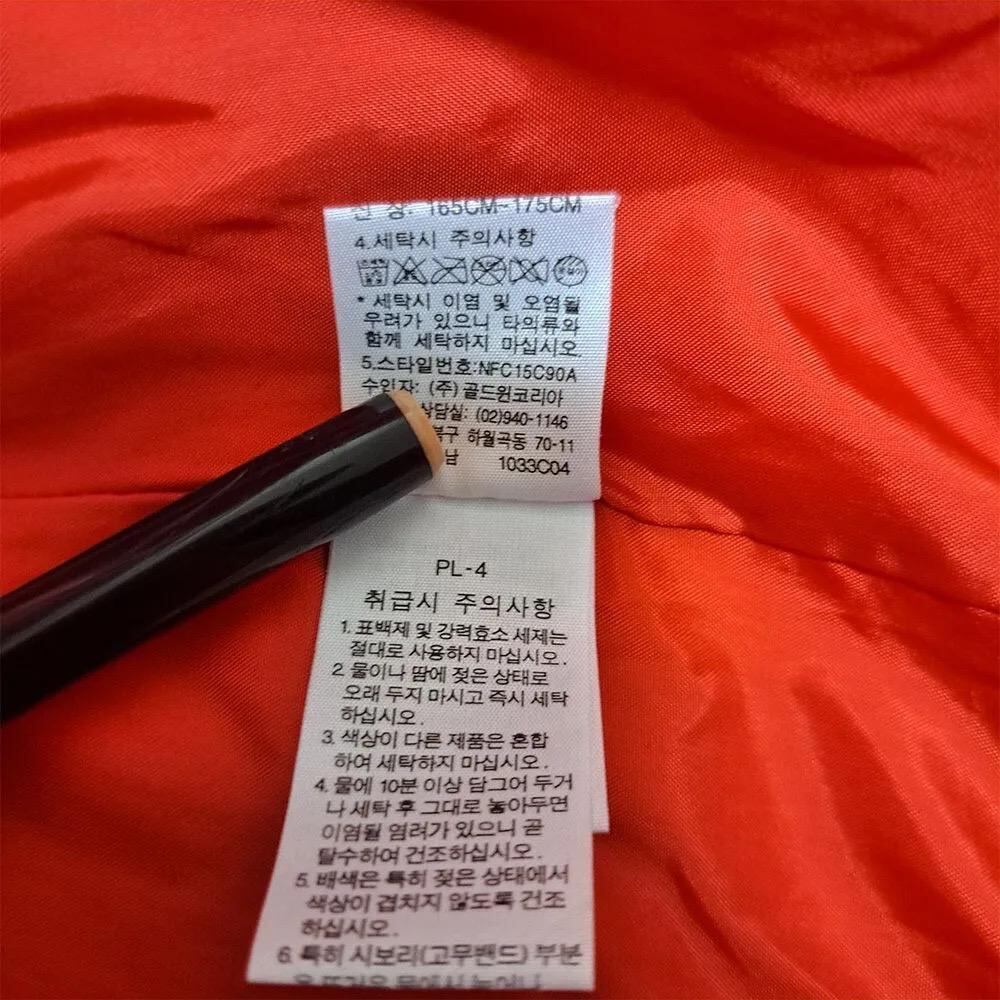 신 장: 165CM~175CM
4.세탁시 주의사항
* 세탁시 이염 및 오염될
우려가 있으니 타의류와
함께 세탁하지 마십시오.
5.스타일번호:NFC15C90A
수입자: (주)골드윈코리아
상담실: (02)940-1146
북구 하월곡동 70-11
남 1033C04
PL-4
취급시 주의사항
1. 표백제 및 강력효소 세제는
절대로 사용하지 마십시오.
2 물이나 땀에 젖은 상태로
오래 두지 마시고 즉시 세탁
하십시오.
3. 색상이 다른 제품은 혼합
하여 세탁하지 마십시오.
4. 물에 10분 이상 담그어 두거
나 세탁 후 그대로 놓아두면
이염될 염려가 있으니 곧
탈수하여 건조하십시오.
5. 배색은 특히 젖은 상태에서
색상이 겹치지 않도록 건조
하십시오.
6. 특히 시보리(고무밴드) 부분